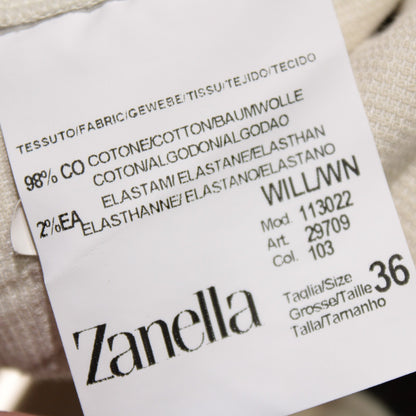 TESSUTO/FABRIC/GEWEBE/TISSU/TEJIDO/TECIDO
98% CO COTONE/COTTON/BAUMWOLLE
COTON/ALGODON/ALGODAO
2%EA ELASTAM/ ELASTANE/ELASTHAN
ELASTHANNE/ ELASTANO/ELASTANO
WILL/WN
Mod. 113022
Art. 29709
Col. 103
Taglia/Size
Grosse/Taille 36
Talla/Tamanho
Zanella